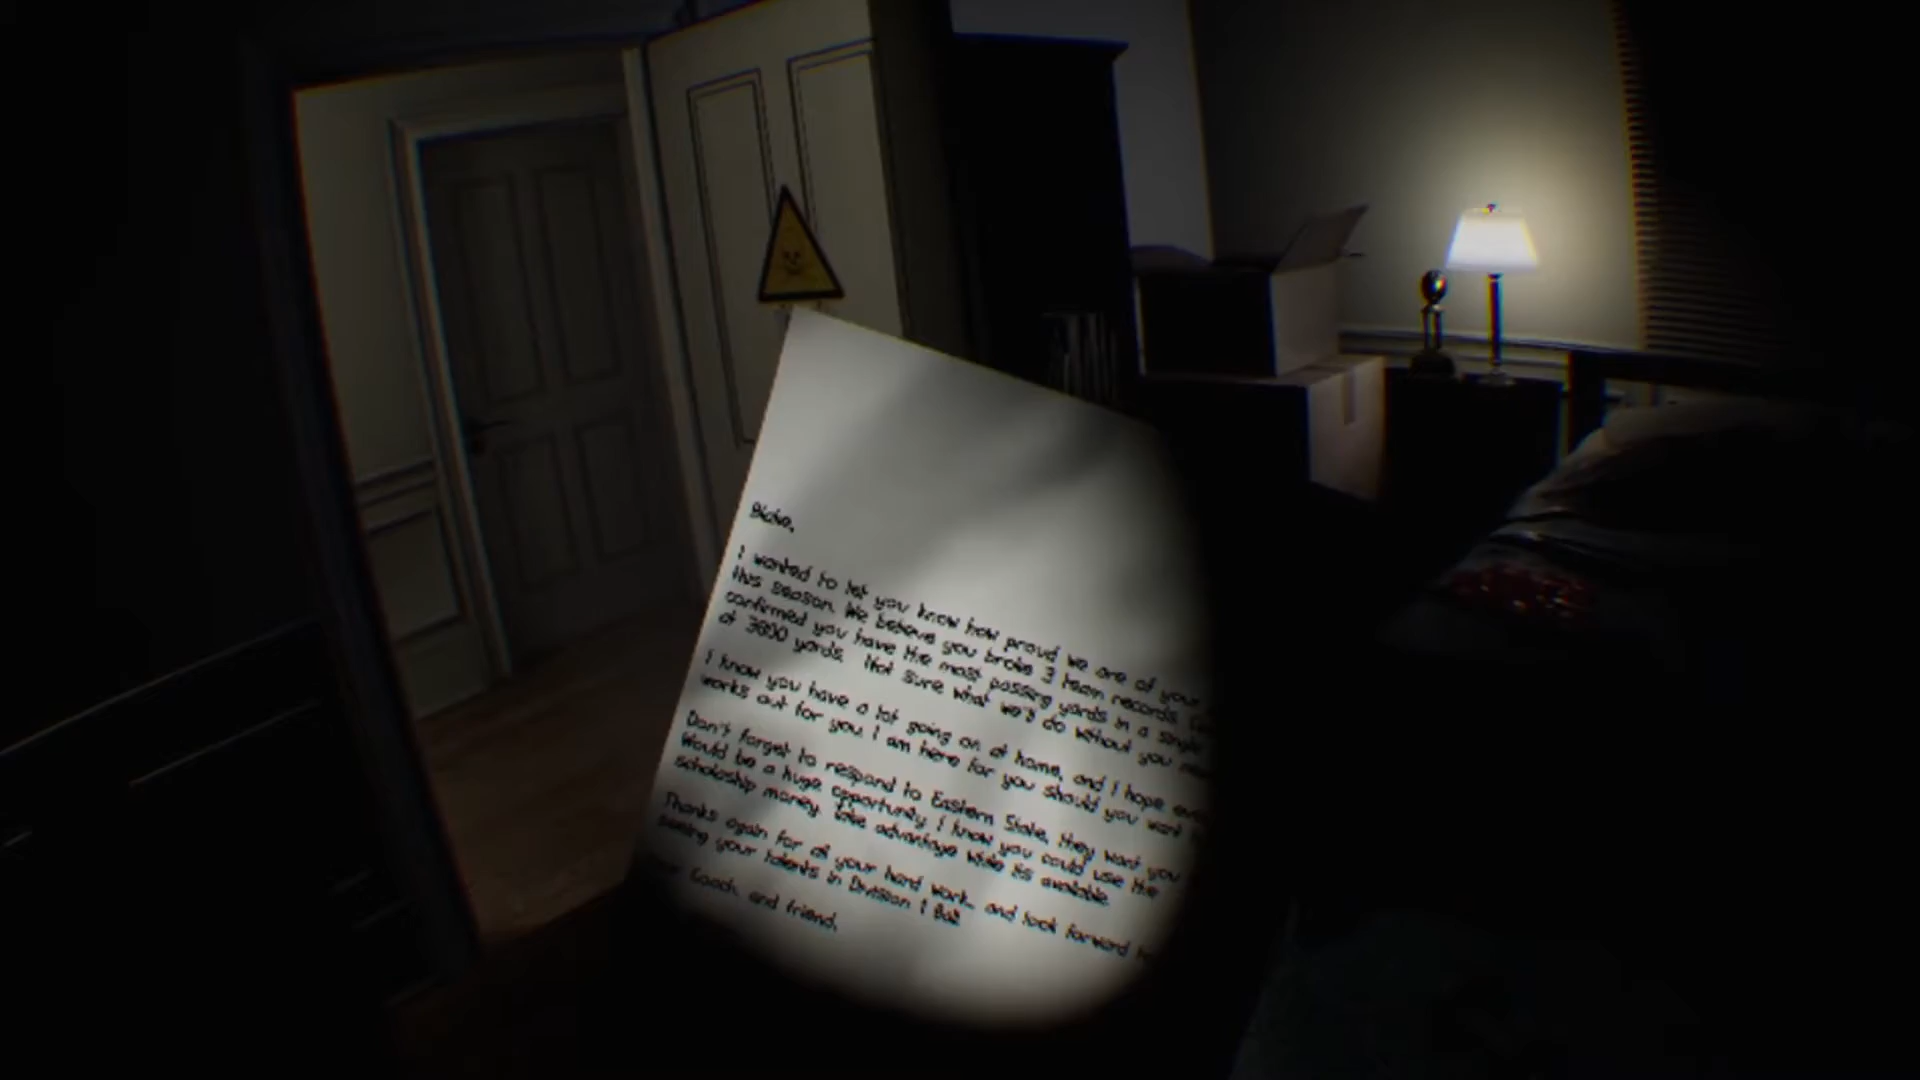 I wanted to let you know how proud we are of your
this season. We believe you broke 3 team records.
confirmed you have the most passing yards in a single
at 3800 yards. Not sure what we'll do without you
I know you have a lot going on at home, and I hope
works out for you. I am here for you should you want
Don't forget to respond to Eastern State, they want you
Would be a huge opportunity. I know you could use the
scholaship money. Take advantage while its available.
Thanks again for all your hard work, and look forward
seeing your talents in Division 1 Ball
Coach, and friend,